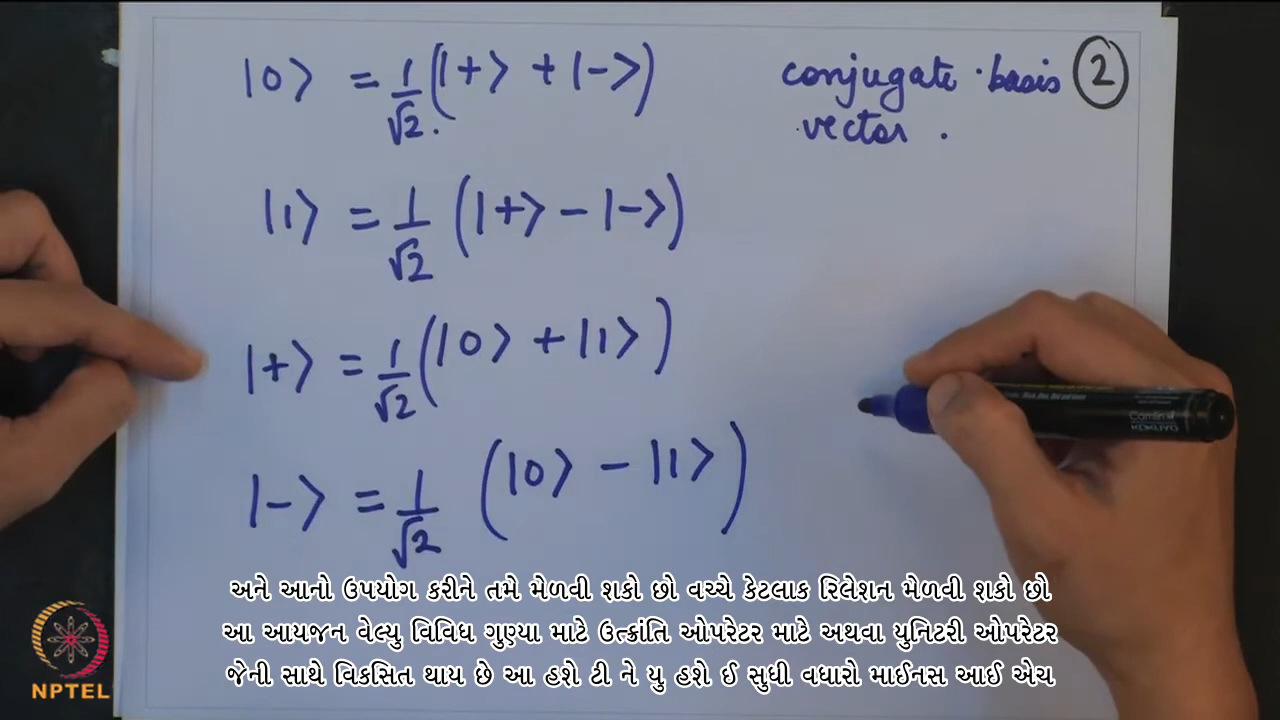 |0⟩ = 1/√2 (|+⟩ + |-⟩) conjugate basis ②
vector .
|1⟩ = 1/√2 (|+⟩ - |-⟩)
|+⟩ = 1/√2 (|0⟩ + |1⟩)
|-⟩ = 1/√2 (|0⟩ - |1⟩)
Camlin
KOKUYO
અને આનો ઉપયોગ કરીને તમે મેળવી શકો છો વચ્ચે કેટલાક રિલેશન મેળવી શકો છો
આ આયજન વેલ્યુ વિવિધ ગુણ્યા માટે ઉત્ક્રાંતિ ઓપરેટર માટે અથવા યુનિટરી ઓપરેટર
જેની સાથે વિકસિત થાય છે આ હશે ટી ને યુ હશે ઈ સુધી વધારો માઈનસ આઈ એચ
NPTEL